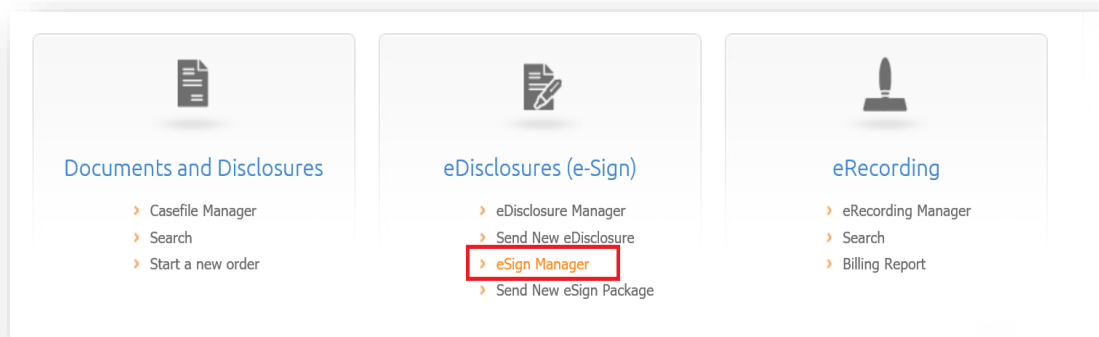 Documents and Disclosures
Casefile Manager
Search
Start a new order
eDisclosures (e-Sign)
eDisclosure Manager
Send New eDisclosure
eSign Manager
Send New eSign Package
eRecording
eRecording Manager
Search
Billing Report